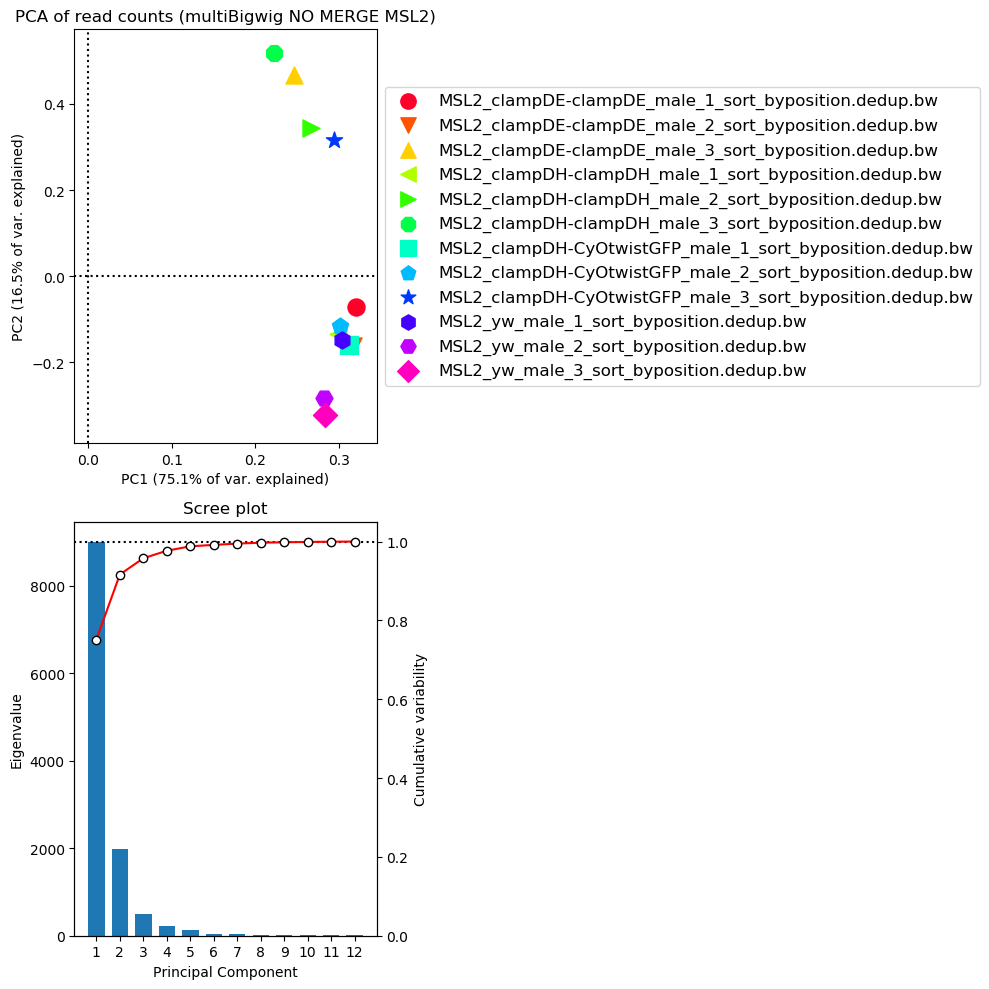 PCA of read counts (multiBigwig NO MERGE MSL2)
PC2 (16.5% of var. explained)
0.4
0.2
0.0
−0.2
0.0 0.1 0.2 0.3
PC1 (75.1% of var. explained)
MSL2_clampDE-clampDE_male_1_sort_byposition.dedup.bw
MSL2_clampDE-clampDE_male_2_sort_byposition.dedup.bw
MSL2_clampDE-clampDE_male_3_sort_byposition.dedup.bw
MSL2_clampDH-clampDH_male_1_sort_byposition.dedup.bw
MSL2_clampDH-clampDH_male_2_sort_byposition.dedup.bw
MSL2_clampDH-clampDH_male_3_sort_byposition.dedup.bw
MSL2_clampDH-CyOtwistGFP_male_1_sort_byposition.dedup.bw
MSL2_clampDH-CyOtwistGFP_male_2_sort_byposition.dedup.bw
MSL2_clampDH-CyOtwistGFP_male_3_sort_byposition.dedup.bw
MSL2_yw_male_1_sort_byposition.dedup.bw
MSL2_yw_male_2_sort_byposition.dedup.bw
MSL2_yw_male_3_sort_byposition.dedup.bw
Scree plot
Eigenvalue
8000
6000
4000
2000
0
1 2 3 4 5 6 7 8 9 10 11 12
Principal Component
1.0
0.8
0.6
0.4
0.2
0.0
Cumulative variability